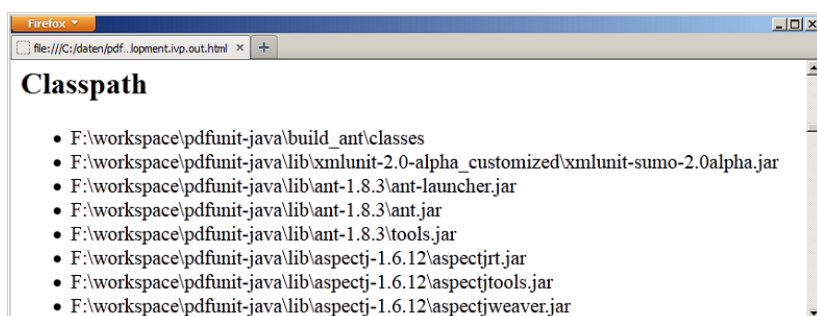 Firefox
file:///C:/daten/pdf...lopment.ivp.out.html
Classpath
• F:\workspace\pdfunit-java\build_ant\classes
• F:\workspace\pdfunit-java\lib\xmlunit-2.0-alpha_customized\xmlunit-sumo-2.0alpha.jar
• F:\workspace\pdfunit-java\lib\ant-1.8.3\ant-launcher.jar
• F:\workspace\pdfunit-java\lib\ant-1.8.3\ant.jar
• F:\workspace\pdfunit-java\lib\ant-1.8.3\tools.jar
• F:\workspace\pdfunit-java\lib\aspectj-1.6.12\aspectjrt.jar
• F:\workspace\pdfunit-java\lib\aspectj-1.6.12\aspectjtools.jar
• F:\workspace\pdfunit-java\lib\aspectj-1.6.12\aspectjweaver.jar